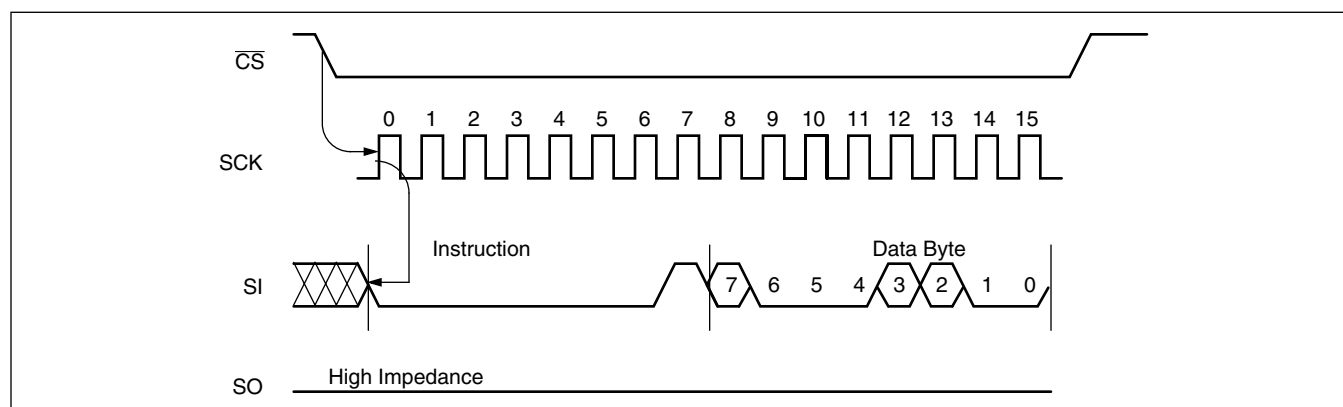 CS
0 1 2 3 4 5 6 7 8 9 10 11 12 13 14 15
SCK
Instruction
Data Byte
SI
7 6 5 4 3 2 1 0
High Impedance
SO